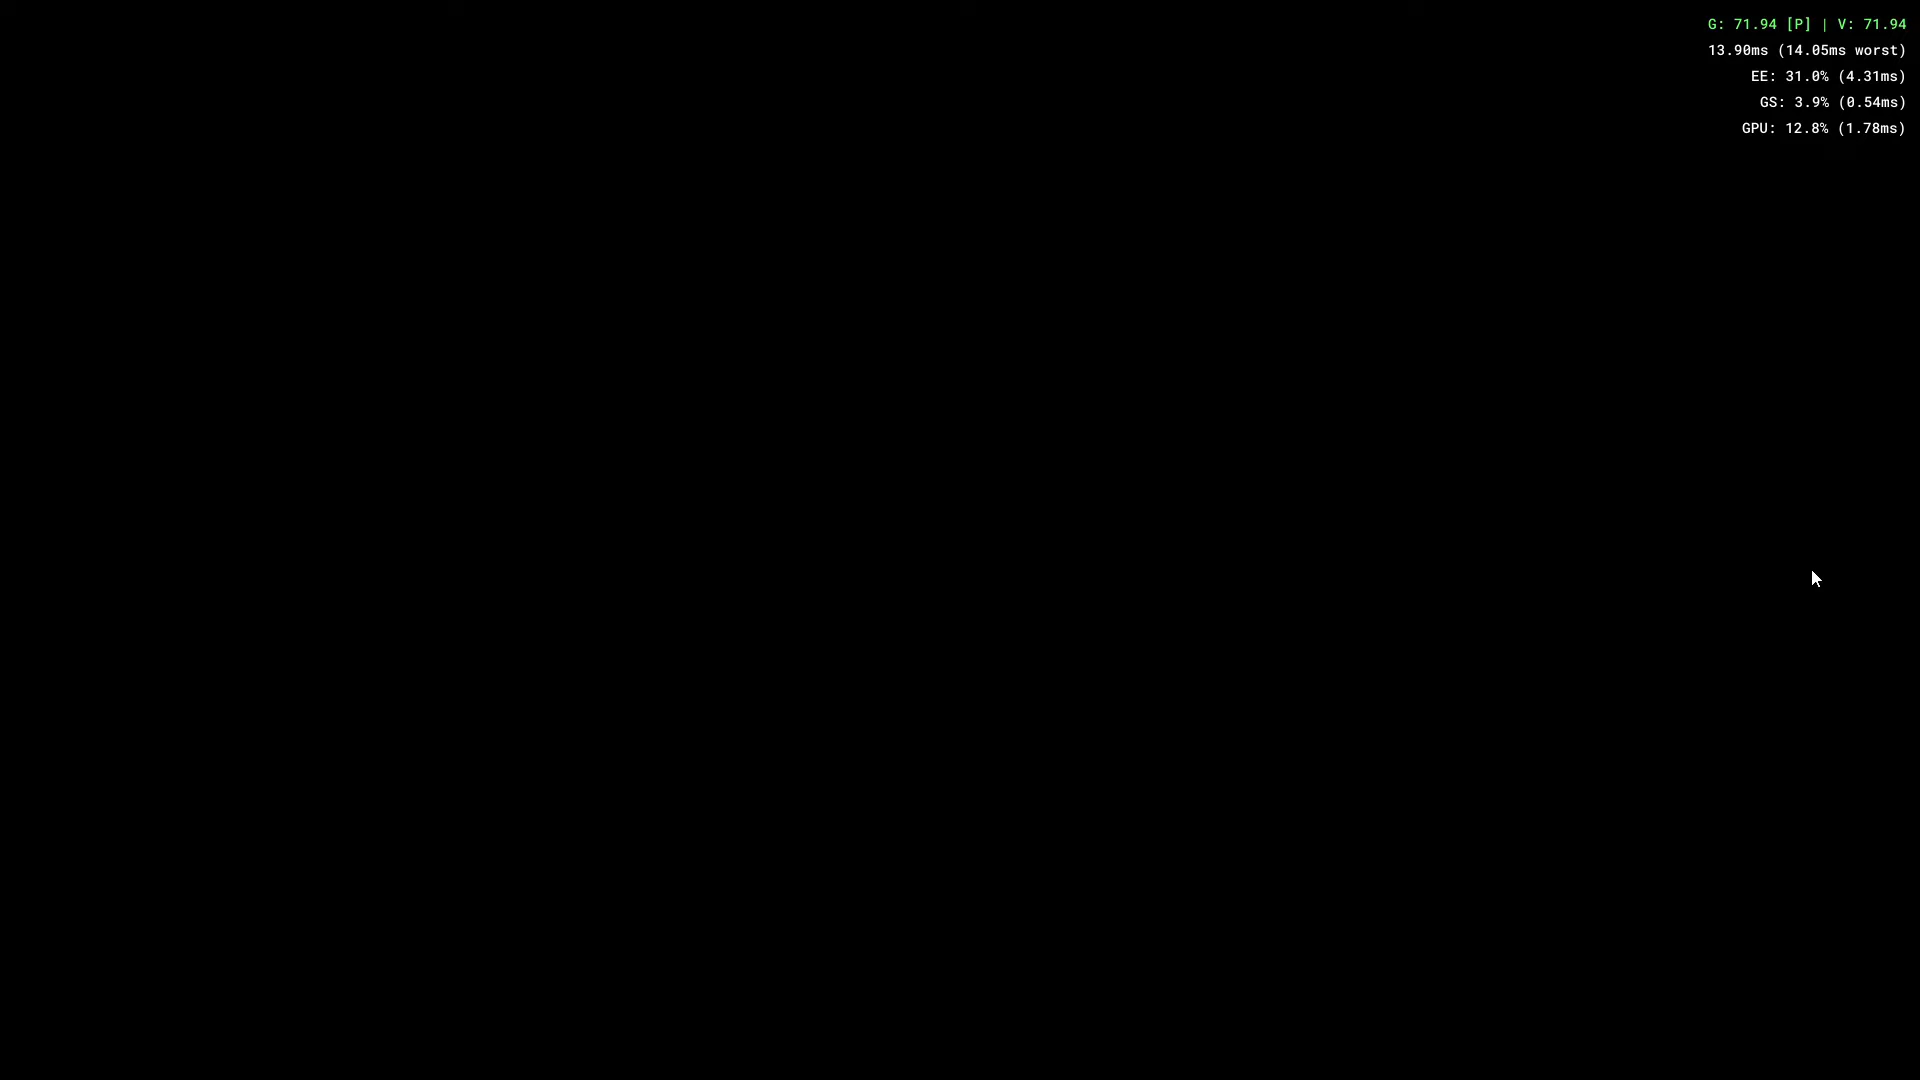 G: 71.94 [P] | V: 71.94
13.90ms (14.05ms worst)
EE: 31.0% (4.31ms)
GS: 3.9% (0.54ms)
GPU: 12.8% (1.78ms)